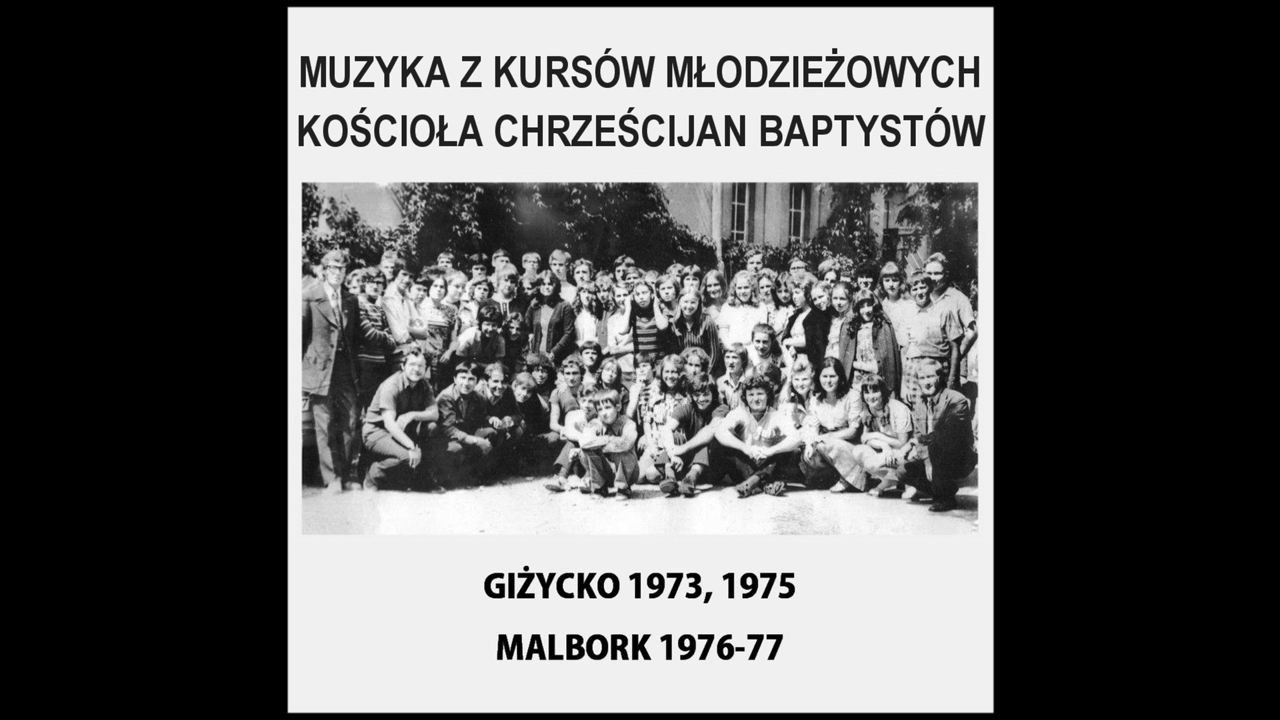 MUZYKA Z KURSÓW MŁODZIEŻOWYCH
KOŚCIOŁA CHRZEŚCIJAN BAPTYSTÓW
GIŻYCKO 1973, 1975
MALBORK 1976-77